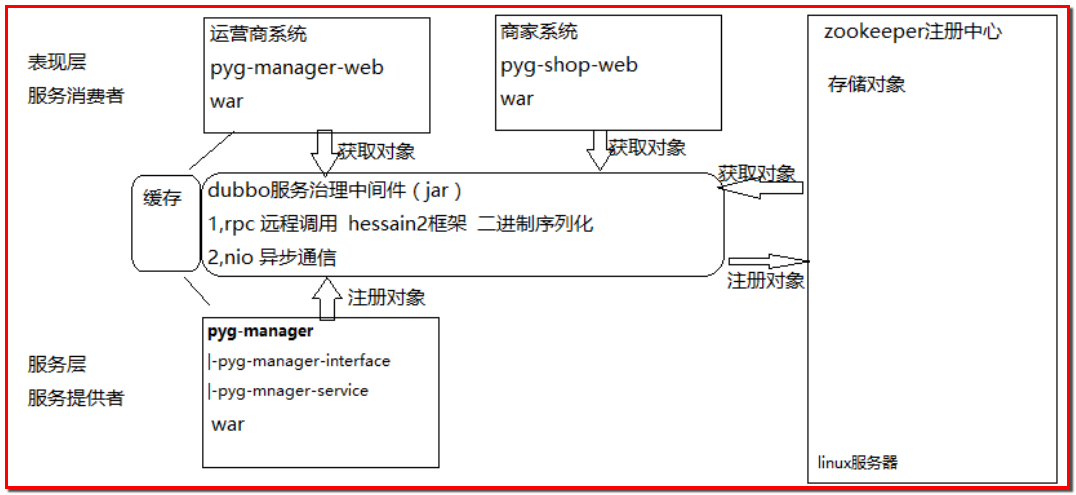 表现层
服务消费者
运营商系统
pyg-manager-web
war
商家系统
pyg-shop-web
war
zookeeper注册中心
存储对象
获取对象
获取对象
获取对象
缓存
dubbo服务治理中间件（jar）
1,rpc 远程调用 hessain2框架 二进制序列化
2,nio 异步通信
注册对象
注册对象
服务层
服务提供者
pyg-manager
|-pyg-manager-interface
|-pyg-mnager-service
war
linux服务器